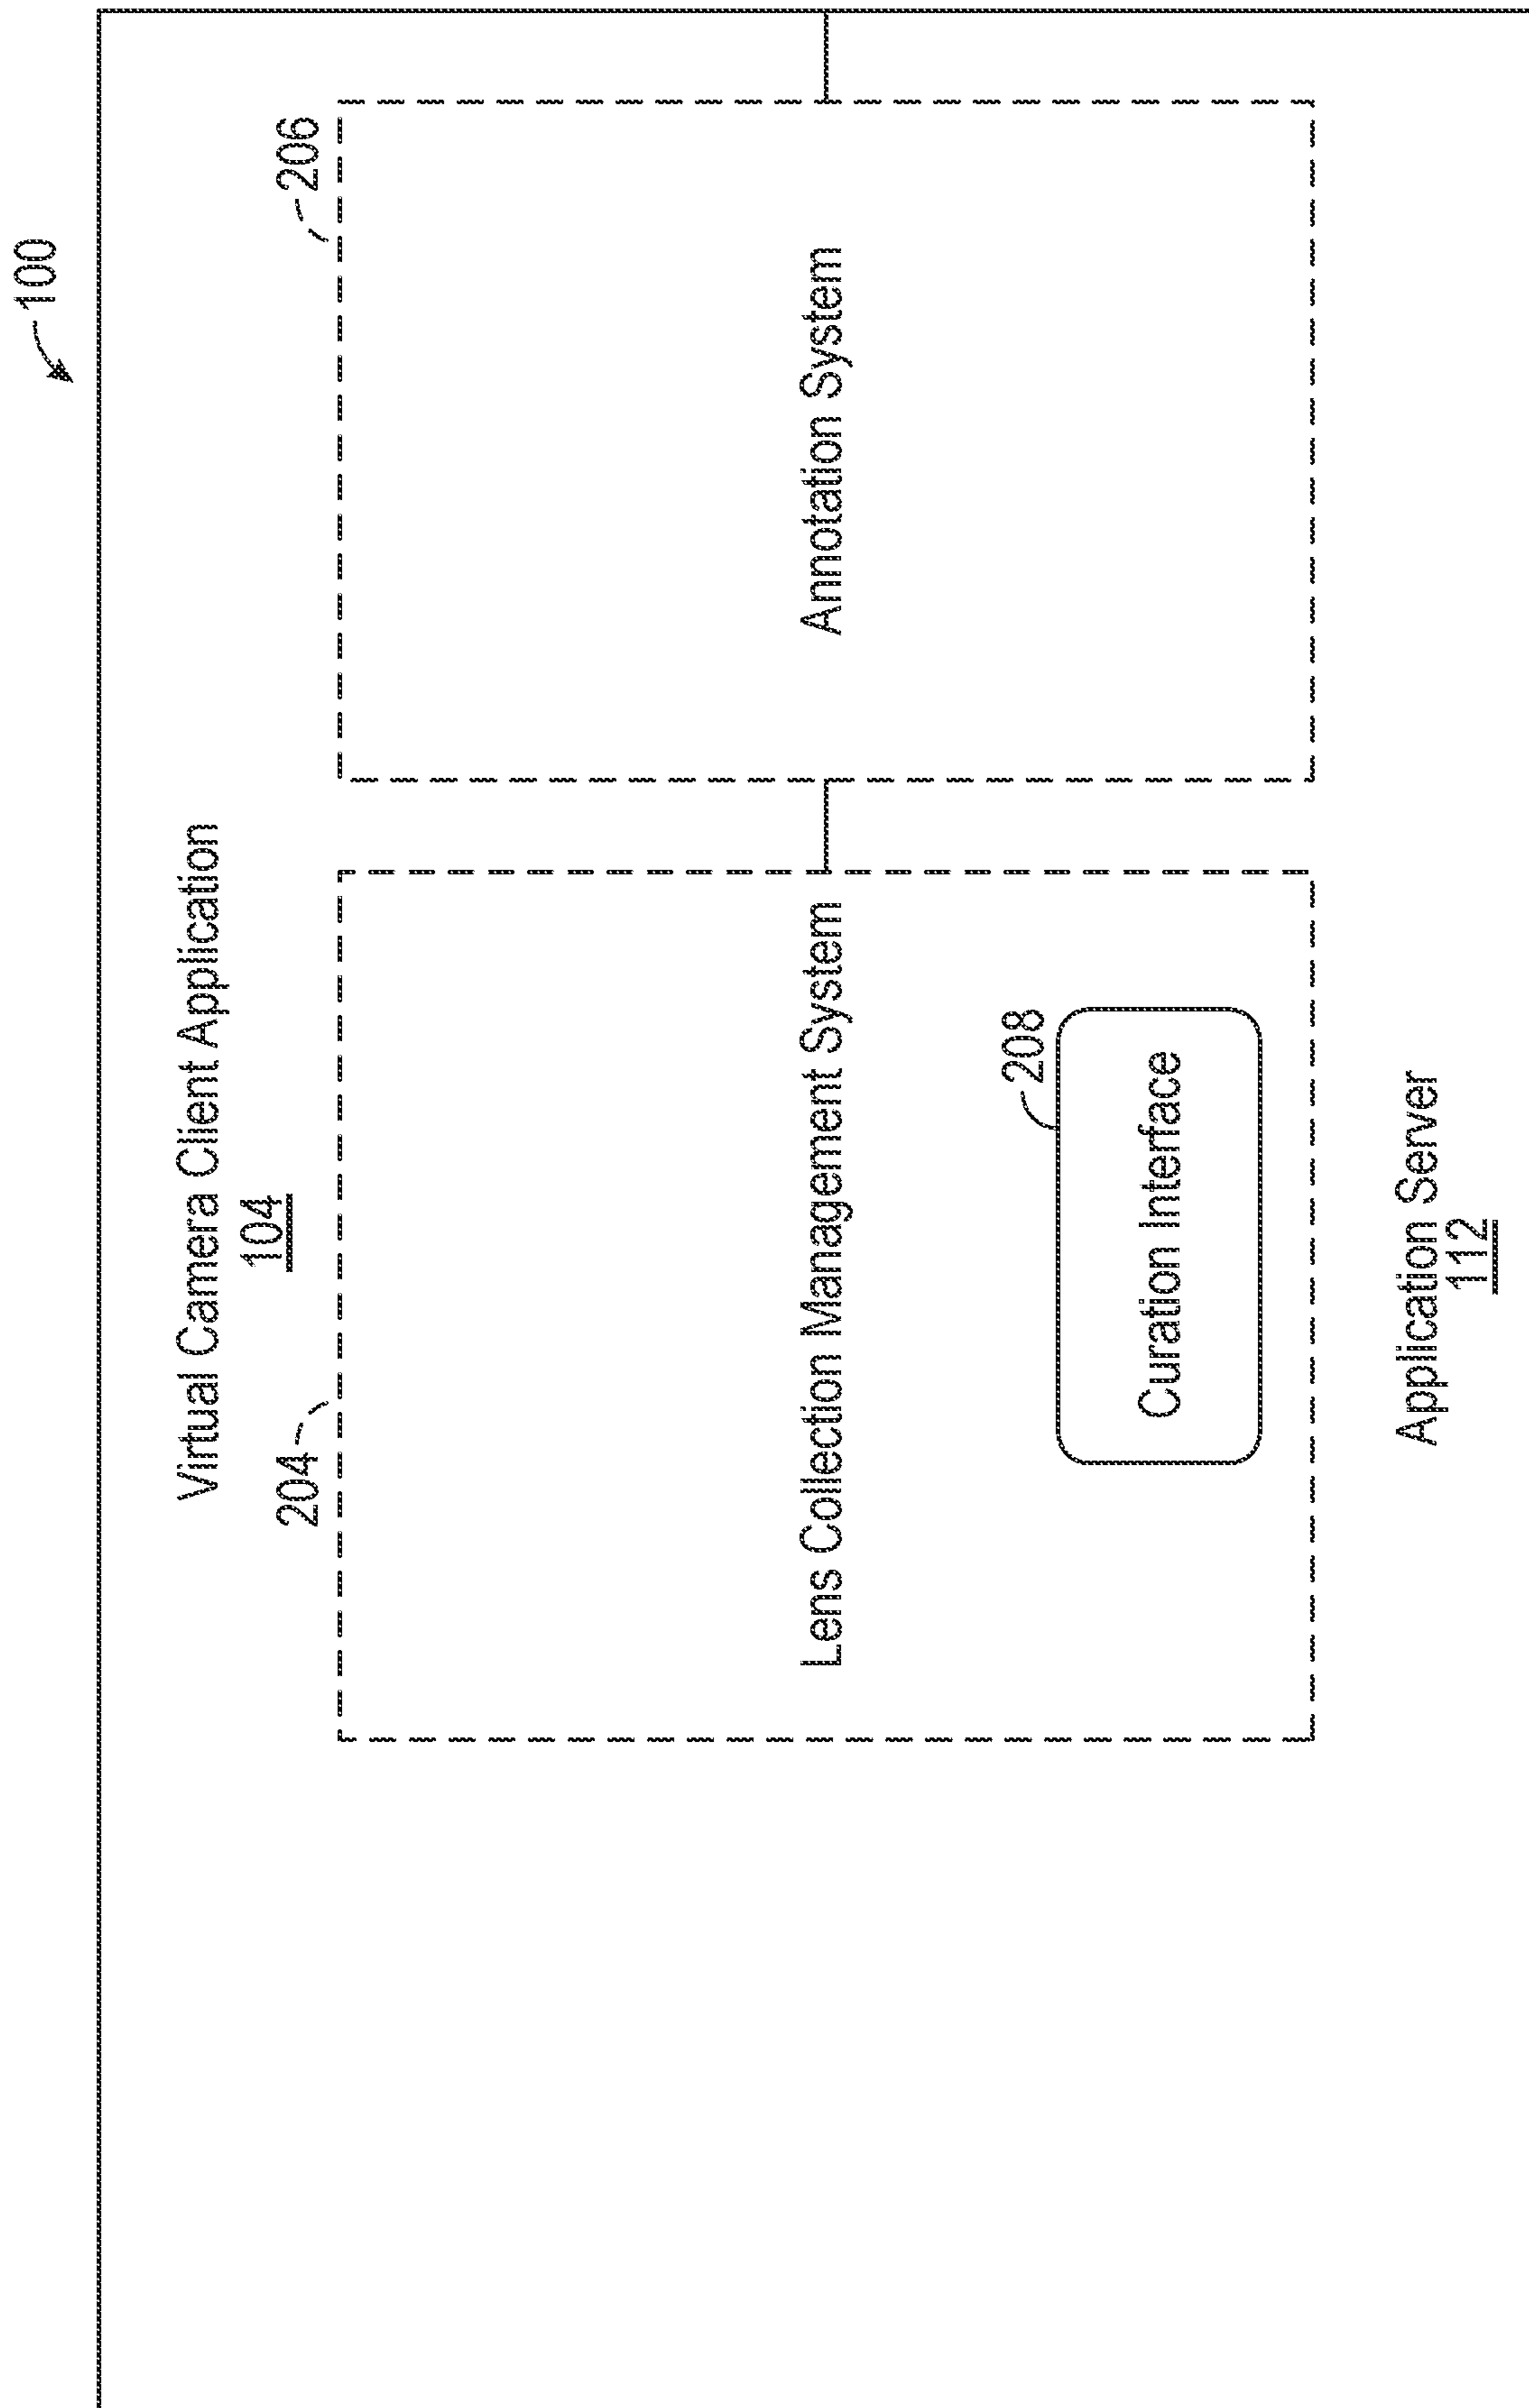 100
Virtual Camera Client Application
104
204
206
Lens Collection Management System
Annotation System
208
Curation Interface
Application Server
112